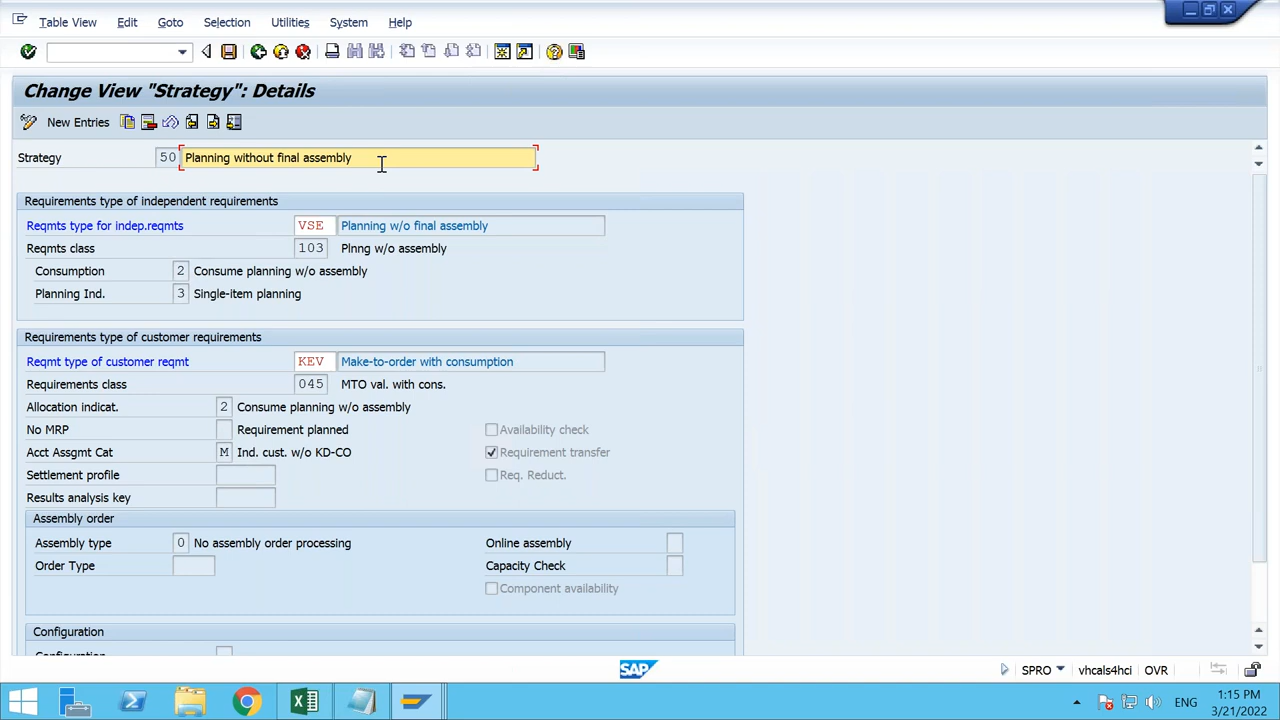 Table View Edit Goto Selection Utilities System Help
Change View "Strategy": Details
New Entries
Strategy 50 Planning without final assembly
Requirements type of independent requirements
Reqmts type for indep.reqmts VSE Planning w/o final assembly
Reqmts class 103 Plnng w/o assembly
Consumption 2 Consume planning w/o assembly
Planning Ind. 3 Single-item planning
Requirements type of customer requirements
Reqmt type of customer reqmt KEV Make-to-order with consumption
Requirements class 045 MTO val. with cons.
Allocation indicat. 2 Consume planning w/o assembly
No MRP Requirement planned Availability check
Acct Assgmt Cat M Ind. cust. w/o KD-CO Requirement transfer
Settlement profile Req. Reduct.
Results analysis key
Assembly order
Assembly type 0 No assembly order processing Online assembly
Order Type Capacity Check
Component availability
Configuration
Configuration
SAP SPRO vhcals4hci OVR
ENG 1:15 PM
3/21/2022